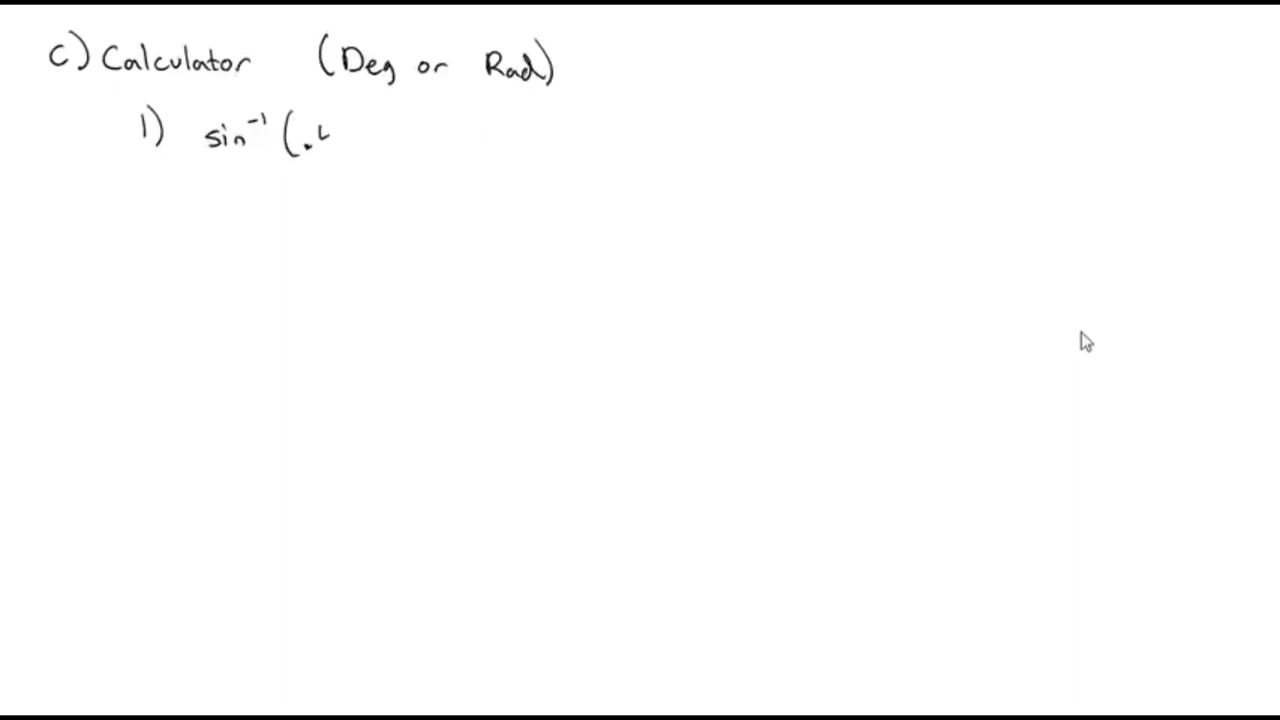 C) Calculator (Deg or Rad)
1) sin⁻¹ (.